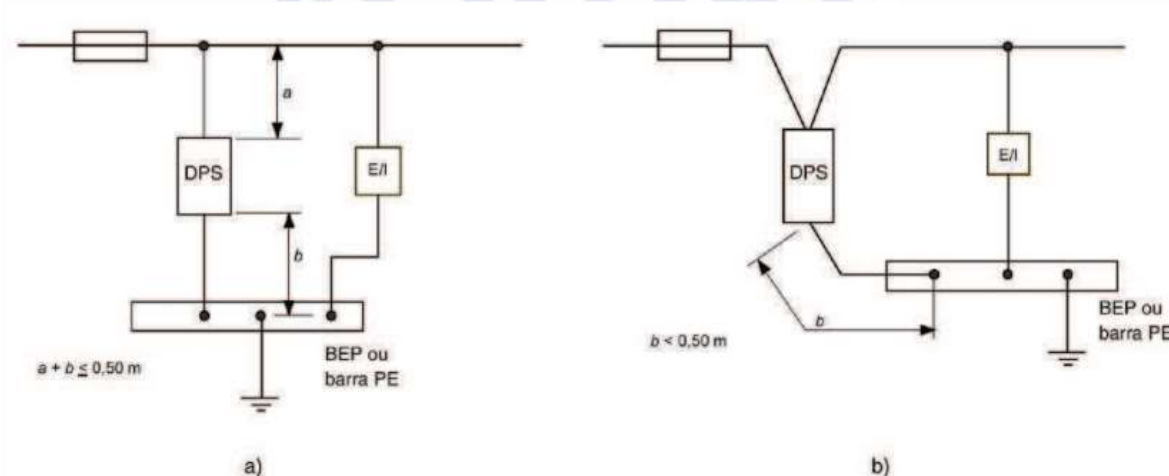 a
DPS
E/I
b
a + b ≤ 0,50 m
BEP ou
barra PE
a)
DPS
E/I
b
b < 0,50 m
BEP ou
barra PE
b)